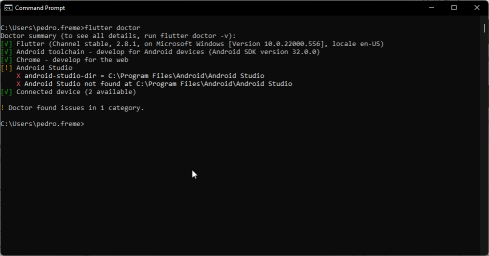 Command Prompt
C:\Users\pedro.freme>flutter doctor
Doctor summary (to see all details, run flutter doctor -v):
[√] Flutter (Channel stable, 2.8.1, on Microsoft Windows [Version 10.0.22000.556], locale en-US)
[√] Android toolchain - develop for Android devices (Android SDK version 32.0.0)
[√] Chrome - develop for the web
[!] Android Studio
X android-studio-dir = C:\Program Files\Android\Android Studio
X Android Studio not found at C:\Program Files\Android\Android Studio
[√] Connected device (2 available)
! Doctor found issues in 1 category.
C:\Users\pedro.freme>